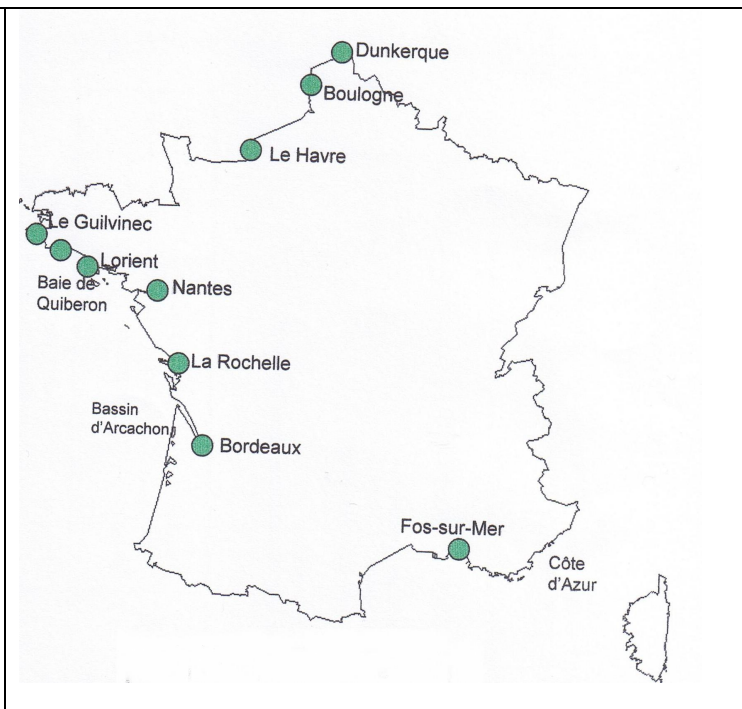 Dunkerque
Boulogne
Le Havre
Le Guilvinec
Lorient
Baie de
Quiberon
Nantes
La Rochelle
Bassin
d'Arcachon
Bordeaux
Fos-sur-Mer
Côte
d'Azur